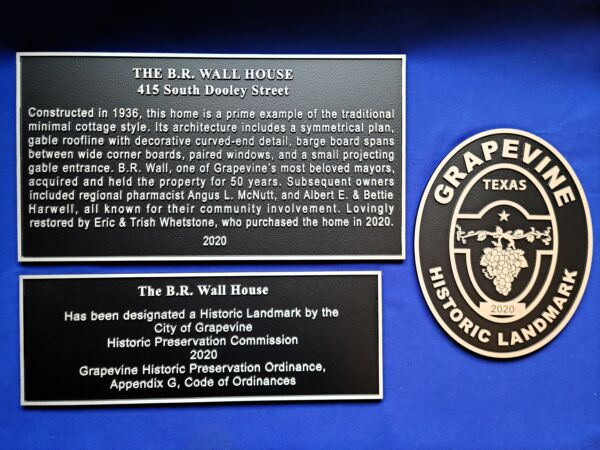 THE B.R. WALL HOUSE
415 South Dooley Street
Constructed in 1936, this home is a prime example of the traditional
minimal cottage style. Its architecture includes a symmetrical plan,
gable roofline with decorative curved-end detail, barge board spans
between wide corner boards, paired windows, and a small projecting
gable entrance. B.R. Wall, one of Grapevine's most beloved mayors,
acquired and held the property for 50 years. Subsequent owners
included regional pharmacist Angus L. McNutt, and Albert E. & Bettie
Harwell, all known for their community involvement. Lovingly
restored by Eric & Trish Whetstone, who purchased the home in 2020.
2020
The B.R. Wall House
Has been designated a Historic Landmark by the
City of Grapevine
Historic Preservation Commission
2020
Grapevine Historic Preservation Ordinance,
Appendix G, Code of Ordinances
GRAPEVINE
TEXAS
2020
HISTORIC LANDMARK